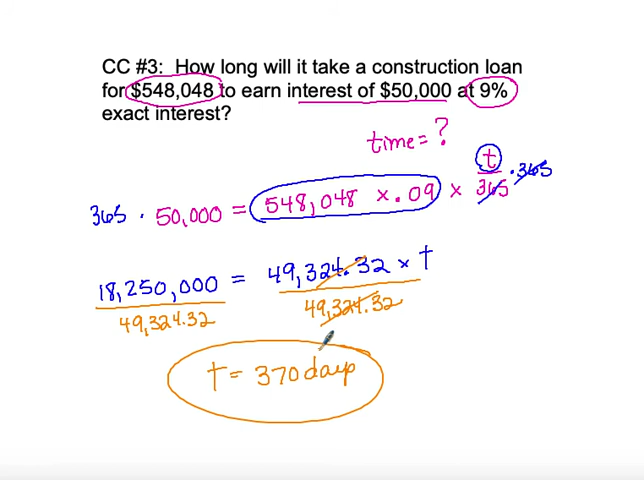 CC #3: How long will it take a construction loan
for $548,048 to earn interest of $50,000 at 9%
exact interest?
time = ?
365 · 50,000 = 548,048 x .09 x t/365 · 365
18,250,000 = 49,324.32 x t
49,324.32 49,324.32
t = 370 days